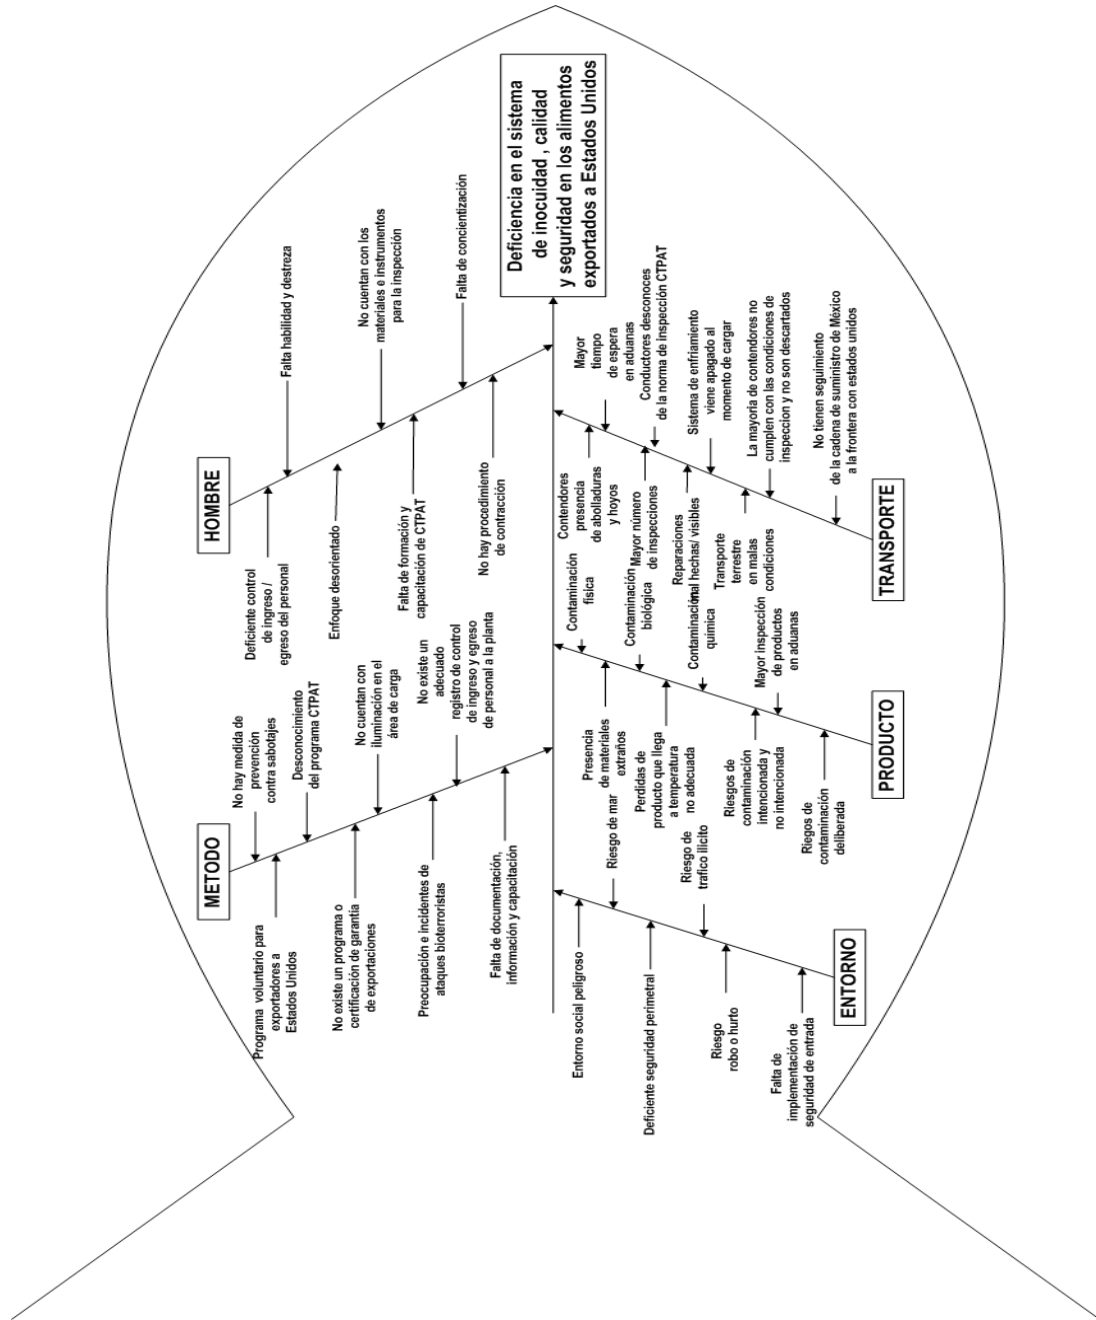 METODO
No hay medida de
prevención
contra sabotajes
Programa voluntario para
exportadores a
Estados Unidos
Desconocimiento
del programa CTPAT
No existe un programa o
certificación de garantía
de exportaciones
No cuentan con
iluminación en el
área de carga
Preocupación e incidentes de
ataques bioterroristas
No existe un
adecuado
registro de control
de ingreso y egreso
de personal a la planta
Falta de documentación,
información y capacitación
HOMBRE
Deficiente control
de ingreso /
egreso del personal
Falta habilidad y destreza
Enfoque desorientado
No cuentan con los
materiales e instrumentos
para la inspección
Falta de formación y
capacitación de CTPAT
Falta de concientización
No hay procedimiento
de contracción
Deficiencia en el sistema
de inocuidad , calidad
y seguridad en los alimentos
exportados a Estados Unidos
Entorno social peligroso
Riesgo de mar
Deficiente seguridad perimetral
Riesgo de
trafico ilícito
Riesgo
robo o hurto
Falta de
implementación de
seguridad de entrada
ENTORNO
Contaminación
física
Presencia
de materiales
extraños
Contaminación
biológica
Perdidas de
producto que llega
a temperatura
no adecuada
Contaminación
química
Riesgos de
contaminación
intencionada y
no intencionada
Mayor inspección
de productos
en aduanas
Riegos de
contaminación
deliberada
PRODUCTO
Mayor
tiempo
de espera
en aduanas
Contendores
presencia
de abolladuras
y hoyos
Conductores desconoces
de la norma de inspección CTPAT
Mayor número
de inspecciones
Sistema de enfriamiento
viene apagado al
momento de cargar
Reparaciones
mal hechas/ visibles
La mayoria de contendores no
cumplen con las condiciones de
inspeccion y no son descartados
Transporte
terrestre
en malas
condiciones
No tienen seguimiento
de la cadena de suministro de México
a la frontera con estados unidos
TRANSPORTE